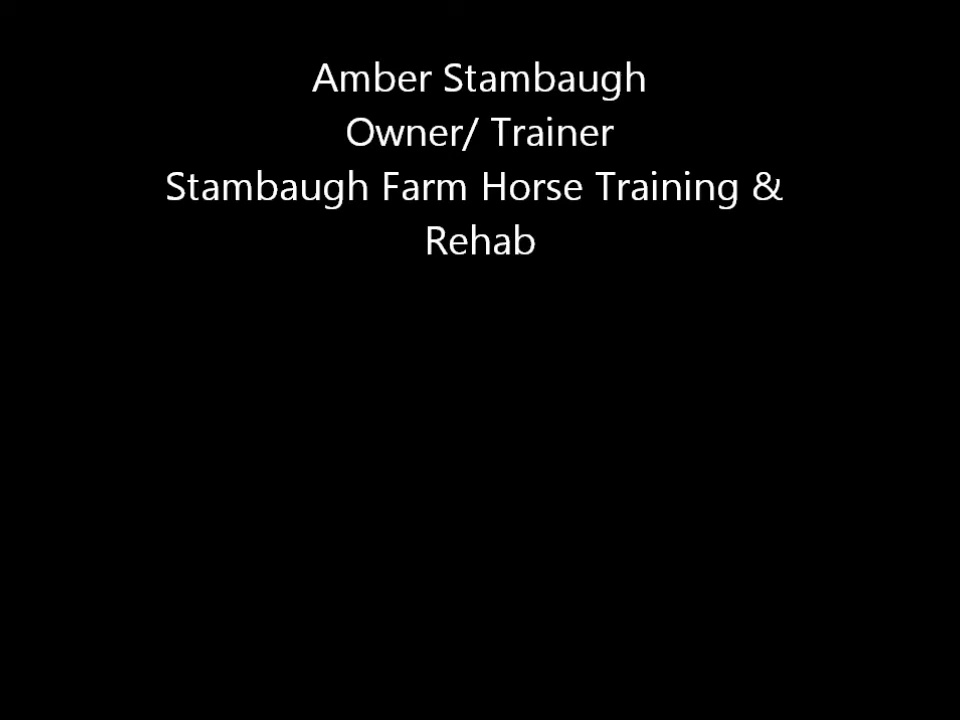 Amber Stambaugh
Owner/ Trainer
Stambaugh Farm Horse Training &
Rehab